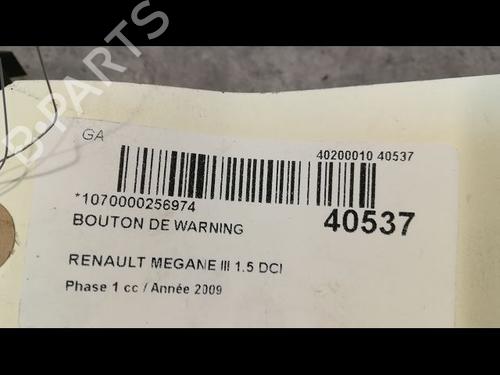 B-PARTS
GA
40200010 40537
*1070000256974
40537
BOUTON DE WARNING
RENAULT MEGANE III 1.5 DCI
Phase 1 cc / Année 2009